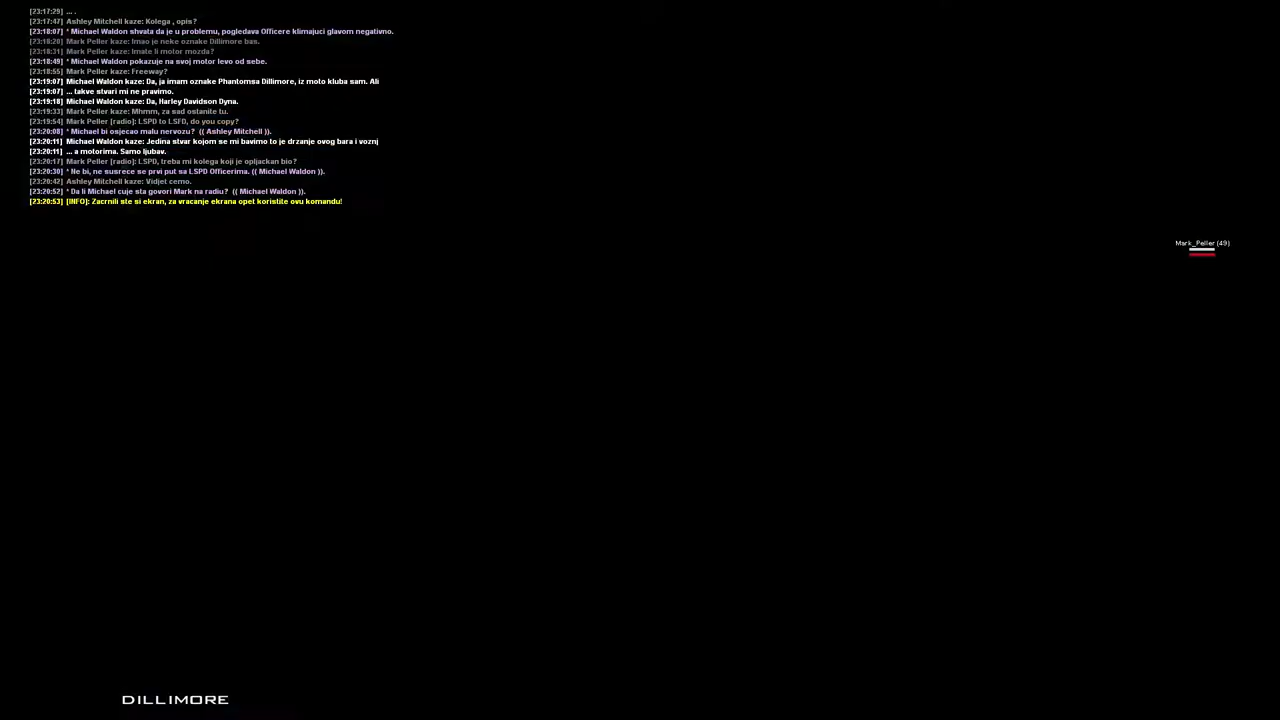 [23:17:29] ... .
[23:17:47] Ashley Mitchell kaze: Kolega , opis?
[23:18:07] * Michael Waldon shvata da je u problemu, pogledava Officere klimajuci glavom negativno.
[23:18:20] Mark Peller kaze: Imao je neke oznake Dillimore bas.
[23:18:31] Mark Peller kaze: Imate li motor mozda?
[23:18:49] * Michael Waldon pokazuje na svoj motor levo od sebe.
[23:18:55] Mark Peller kaze: Freeway?
[23:19:07] Michael Waldon kaze: Da, ja imam oznake Phantomsa Dillimore, iz moto kluba sam. Ali
[23:19:07] ... takve stvari mi ne pravimo.
[23:19:18] Michael Waldon kaze: Da, Harley Davidson Dyna.
[23:19:33] Mark Peller kaze: Mhmm, za sad ostanite tu.
[23:19:54] Mark Peller [radio]: LSPD to LSFD, do you copy?
[23:20:08] * Michael bi osjecao malu nervozu? (( Ashley Mitchell )).
[23:20:11] Michael Waldon kaze: Jedina stvar kojom se mi bavimo to je drzanje ovog bara i voznj
[23:20:11] ... a motorima. Samo ljubav.
[23:20:17] Mark Peller [radio]: LSPD, treba mi kolega koji je opljackan bio?
[23:20:30] * Ne bi, ne susrece se prvi put sa LSPD Officerima. (( Michael Waldon )).
[23:20:42] Ashley Mitchell kaze: Vidjet cemo.
[23:20:52] * Da li Michael cuje sta govori Mark na radiu? (( Michael Waldon )).
[23:20:53] [INFO]: Zacrnili ste si ekran, za vracanje ekrana opet koristite ovu komandu!
Mark_Peller (49)
DILLIMORE